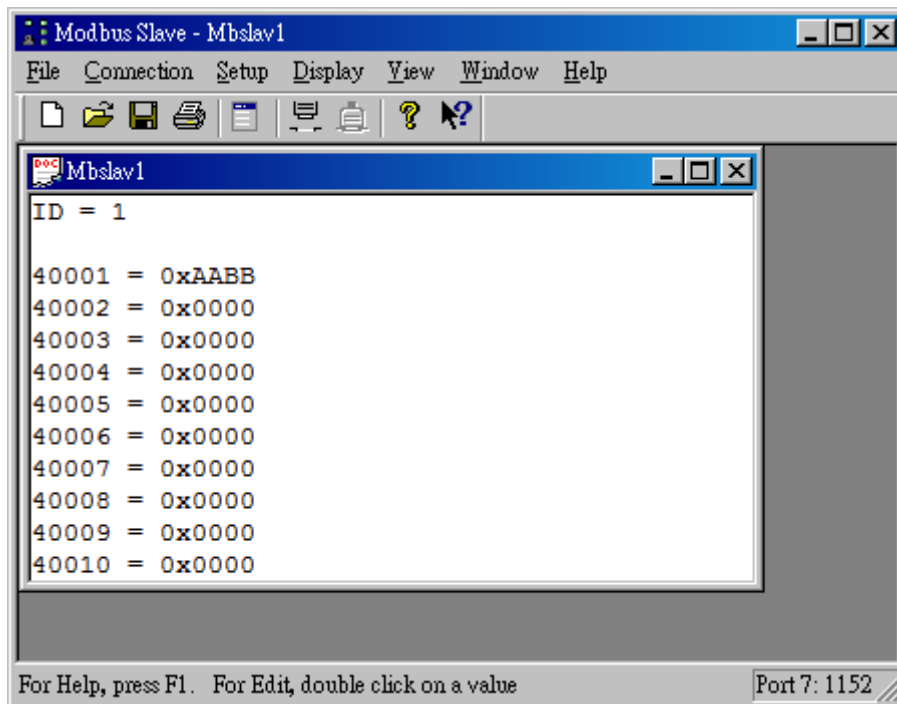 Modbus Slave - Mbslav1
File Connection Setup Display View Window Help
DOC Mbslav1
ID = 1
40001 = 0xAABB
40002 = 0x0000
40003 = 0x0000
40004 = 0x0000
40005 = 0x0000
40006 = 0x0000
40007 = 0x0000
40008 = 0x0000
40009 = 0x0000
40010 = 0x0000
For Help, press F1. For Edit, double click on a value Port 7: 1152